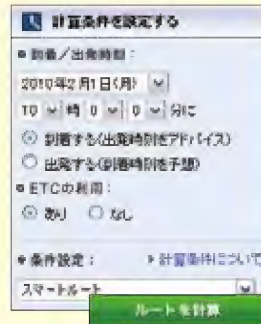 計算条件を設定する
到着／出発時間：
2010年2月1日(月)
10 時 0 0 分に
到着する(出発時刻をアドバイス)
出発する(到着時刻を予想)
ETCの利用：
あり なし
条件設定： 計算条件について
スマートルート
ルートを計算